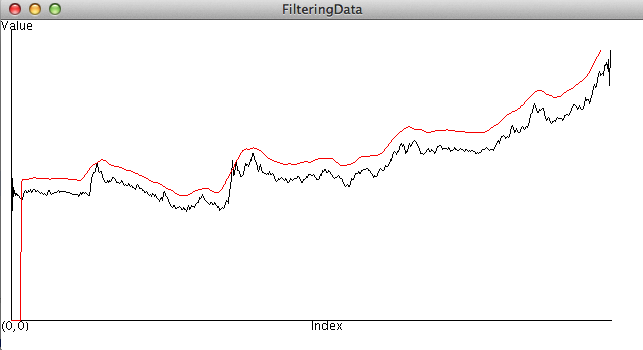 FilteringData
Value
(0,0)
Index